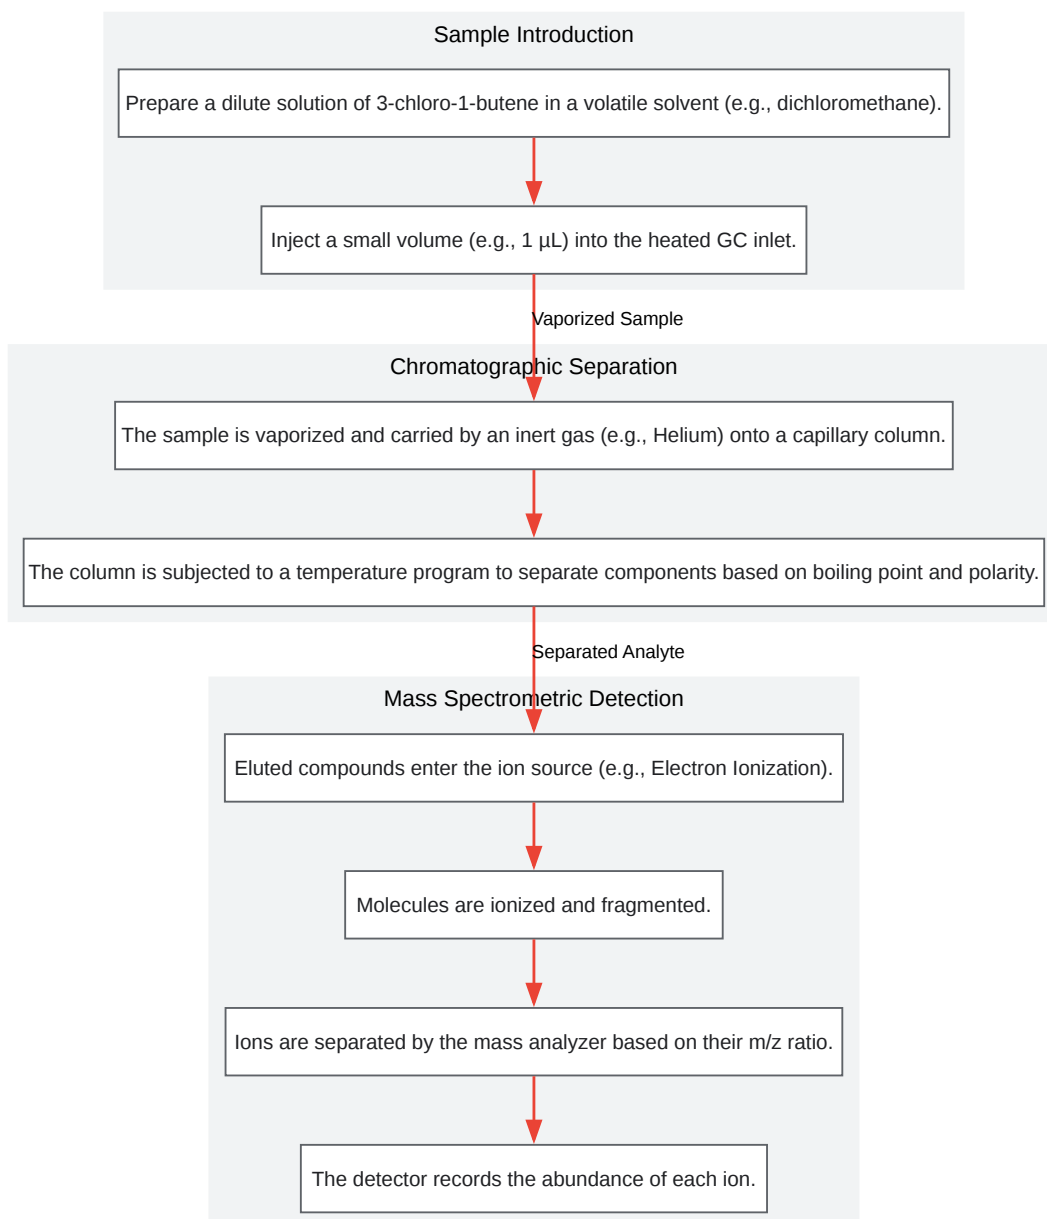 Sample Introduction
Prepare a dilute solution of 3-chloro-1-butene in a volatile solvent (e.g., dichloromethane).
Inject a small volume (e.g., 1 µL) into the heated GC inlet.
Vaporized Sample
Chromatographic Separation
The sample is vaporized and carried by an inert gas (e.g., Helium) onto a capillary column.
The column is subjected to a temperature program to separate components based on boiling point and polarity.
Separated Analyte
Mass Spectrometric Detection
Eluted compounds enter the ion source (e.g., Electron Ionization).
Molecules are ionized and fragmented.
Ions are separated by the mass analyzer based on their m/z ratio.
The detector records the abundance of each ion.